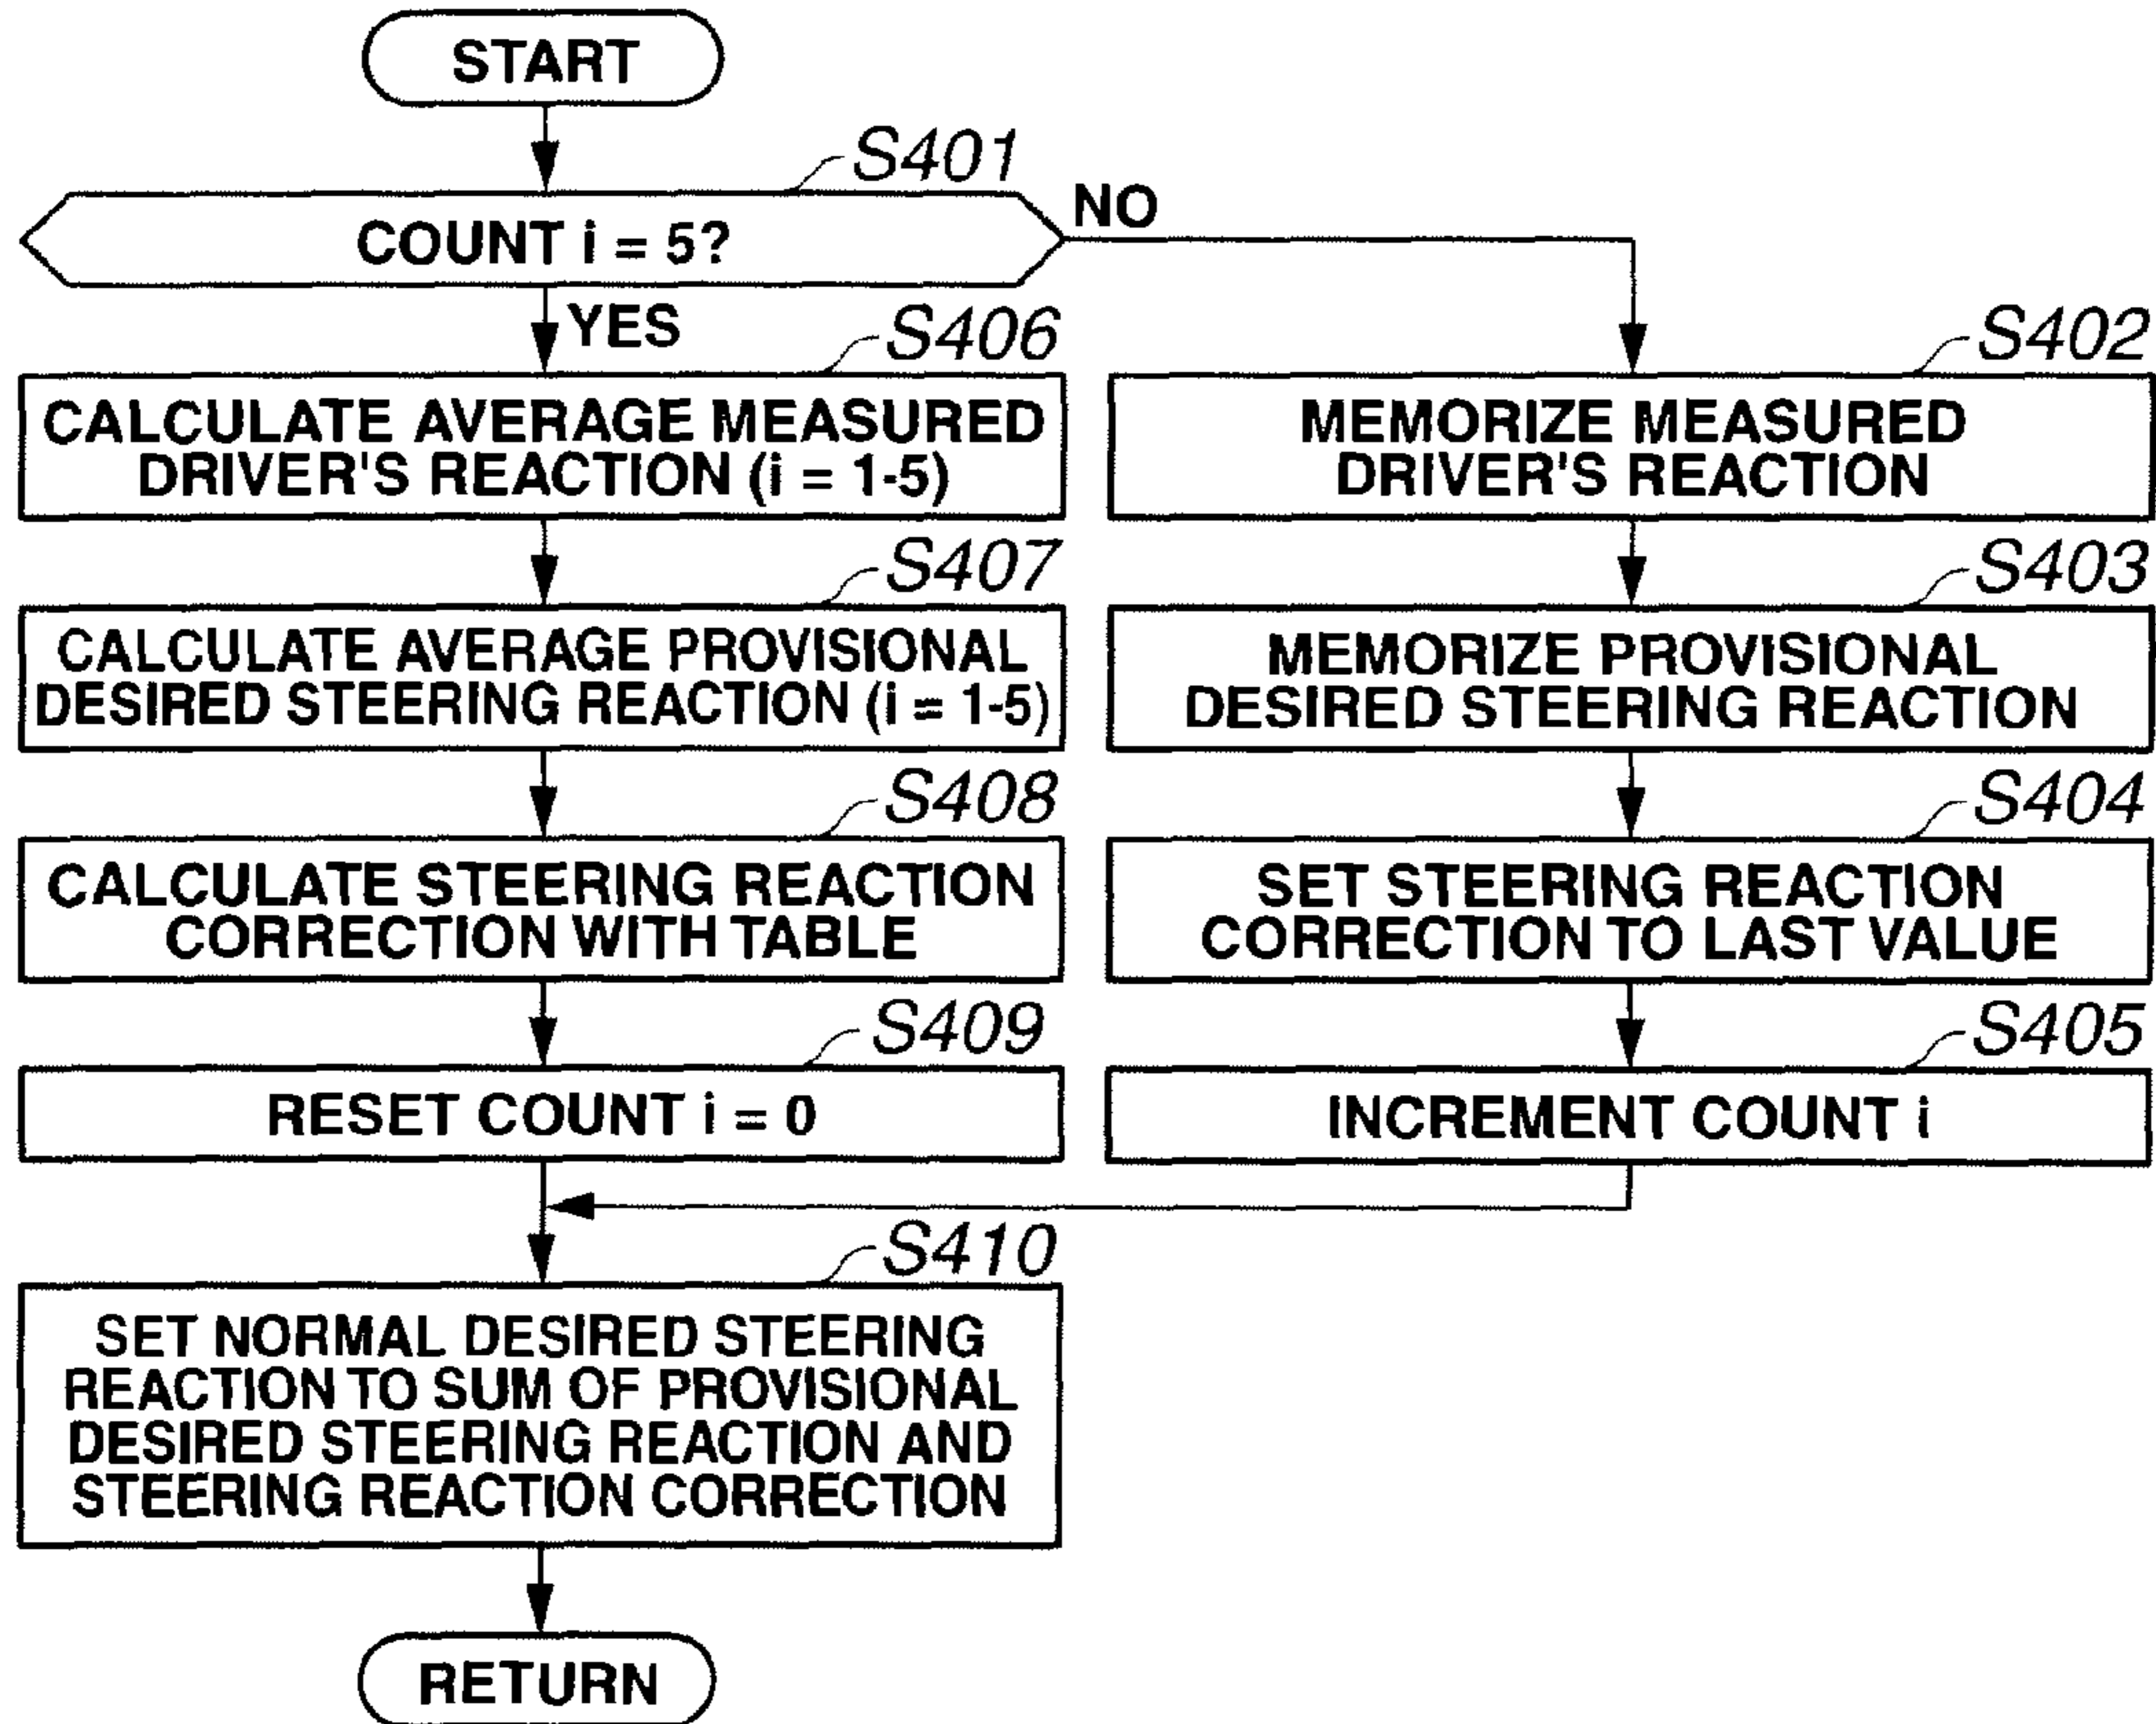 START
S401
COUNT i = 5?
NO
YES
S406
CALCULATE AVERAGE MEASURED
DRIVER'S REACTION (i = 1-5)
S402
MEMORIZE MEASURED
DRIVER'S REACTION
S407
CALCULATE AVERAGE PROVISIONAL
DESIRED STEERING REACTION (i = 1-5)
S403
MEMORIZE PROVISIONAL
DESIRED STEERING REACTION
S408
CALCULATE STEERING REACTION
CORRECTION WITH TABLE
S404
SET STEERING REACTION
CORRECTION TO LAST VALUE
S409
RESET COUNT i = 0
S405
INCREMENT COUNT i
S410
SET NORMAL DESIRED STEERING
REACTION TO SUM OF PROVISIONAL
DESIRED STEERING REACTION AND
STEERING REACTION CORRECTION
RETURN